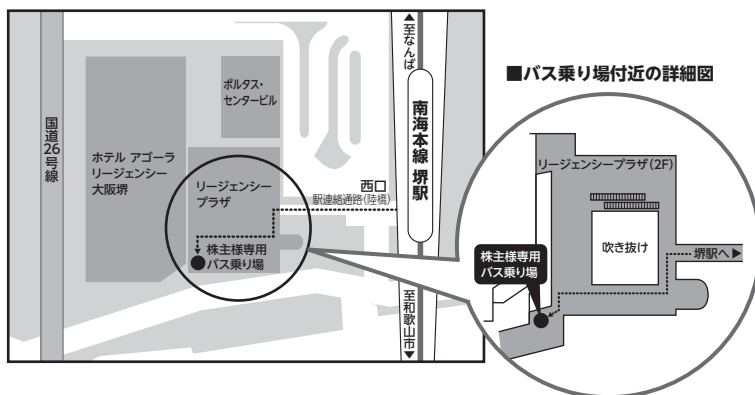 ▲至なんば
国道26号線
ホテル アゴーラ
リージェンシー
大阪堺
ポルタス・
センタービル
リージェンシー
プラザ
株主様専用
バス乗り場
西口
駅連絡通路(陸橋)
南海本線 堺駅
至和歌山市▼
■バス乗り場付近の詳細図
リージェンシープラザ(2F)
吹き抜け
株主様専用
バス乗り場
堺駅へ▶